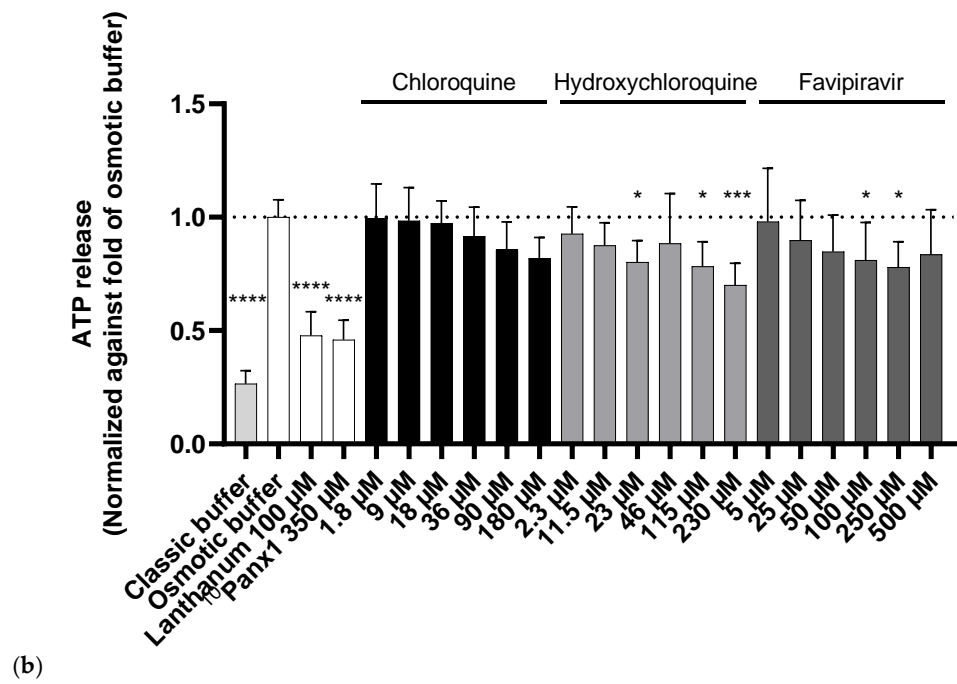 Chloroquine Hydroxychloroquine Favipiravir
ATP release
(Normalized against fold of osmotic buffer)
1.5
1.0
0.5
0.0
* * *** * *
**** **** ****
Classic buffer
Osmotic buffer
Lanthanum 100 µM
10Panx1 350 µM
1.8 µM
9 µM
18 µM
36 µM
90 µM
180 µM
2.3 µM
11.5 µM
23 µM
46 µM
115 µM
230 µM
5 µM
25 µM
50 µM
100 µM
250 µM
500 µM
(b)